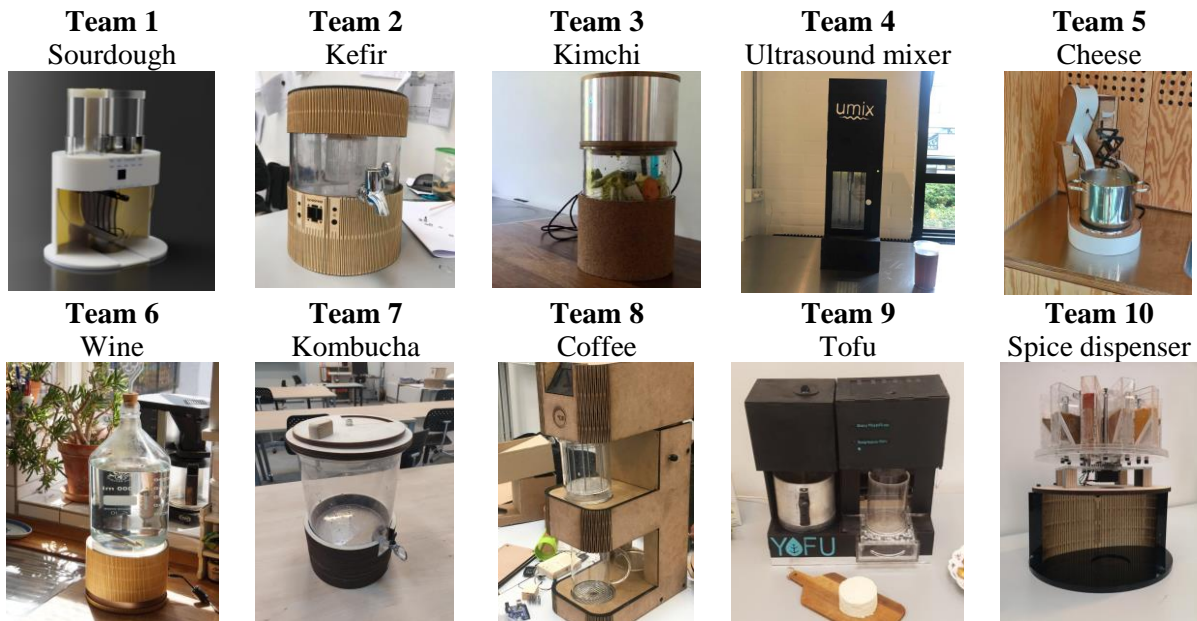 Team 1
Sourdough
Team 2
Kefir
Team 3
Kimchi
Team 4
Ultrasound mixer
Team 5
Cheese
umix
Team 6
Wine
Team 7
Kombucha
Team 8
Coffee
Team 9
Tofu
Team 10
Spice dispenser
YOFU